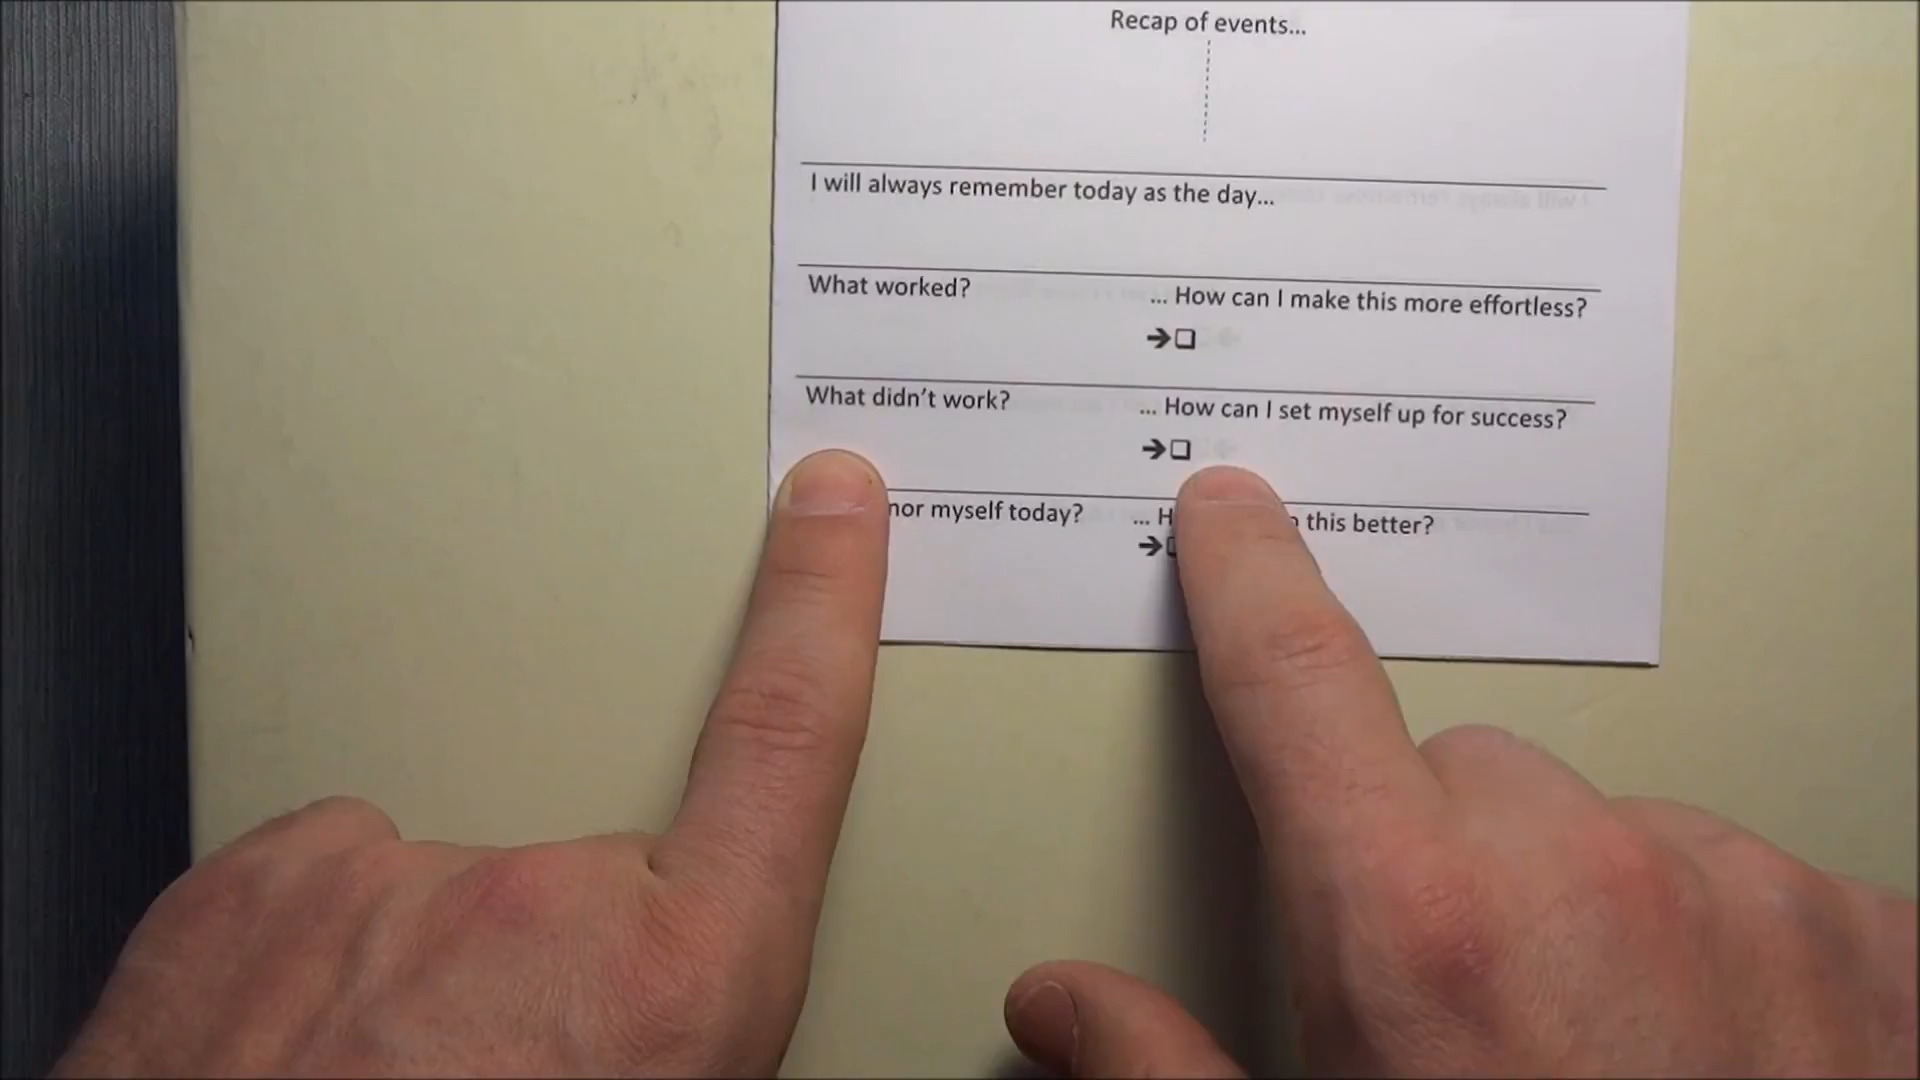 Recap of events...
I will always remember today as the day...
What worked? ... How can I make this more effortless?
➔❑
What didn't work? ... How can I set myself up for success?
➔❑
myself today? ... this better?
➔